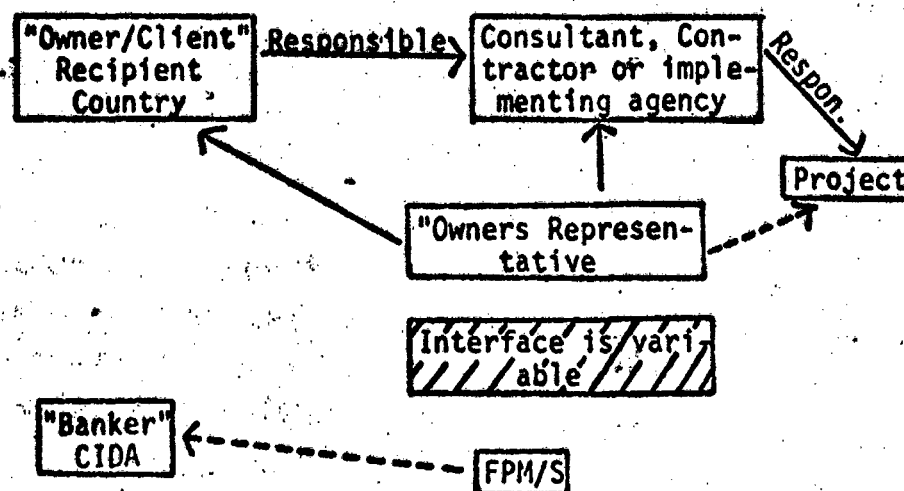 "Owner/Client"
Recipient
Country
Responsible
Consultant, Con-
tractor or imple-
menting agency
Respon.
Project
"Owners Represen-
tative
Interface is vari-
able
"Banker"
CIDA
FPM/S